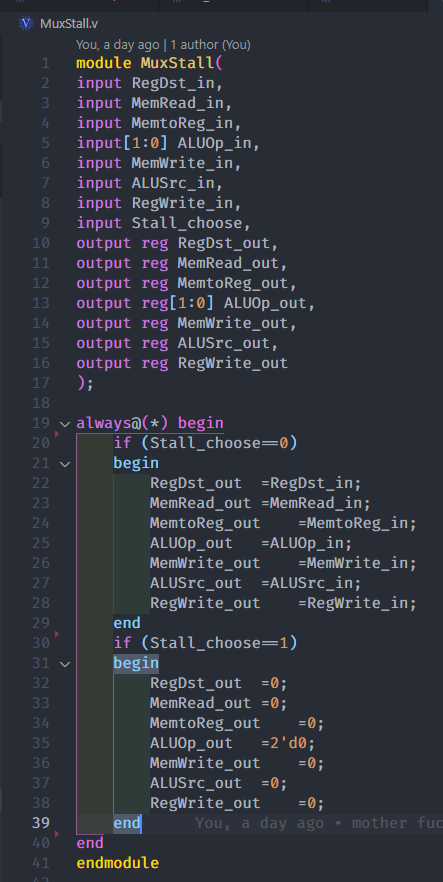 MuxStall.v
You, a day ago | 1 author (You)
1 module MuxStall(
2 input RegDst_in,
3 input MemRead_in,
4 input MemtoReg_in,
5 input[1:0] ALUOp_in,
6 input MemWrite_in,
7 input ALUSrc_in,
8 input RegWrite_in,
9 input Stall_choose,
10 output reg RegDst_out,
11 output reg MemRead_out,
12 output reg MemtoReg_out,
13 output reg[1:0] ALUOp_out,
14 output reg MemWrite_out,
15 output reg ALUSrc_out,
16 output reg RegWrite_out
17 );
18
19 always@(*) begin
20 if (Stall_choose==0)
21 begin
22 RegDst_out =RegDst_in;
23 MemRead_out =MemRead_in;
24 MemtoReg_out =MemtoReg_in;
25 ALUOp_out =ALUOp_in;
26 MemWrite_out =MemWrite_in;
27 ALUSrc_out =ALUSrc_in;
28 RegWrite_out =RegWrite_in;
29 end
30 if (Stall_choose==1)
31 begin
32 RegDst_out =0;
33 MemRead_out =0;
34 MemtoReg_out =0;
35 ALUOp_out =2'd0;
36 MemWrite_out =0;
37 ALUSrc_out =0;
38 RegWrite_out =0;
39 end You, a day ago • mother fuc
40 end
41 endmodule